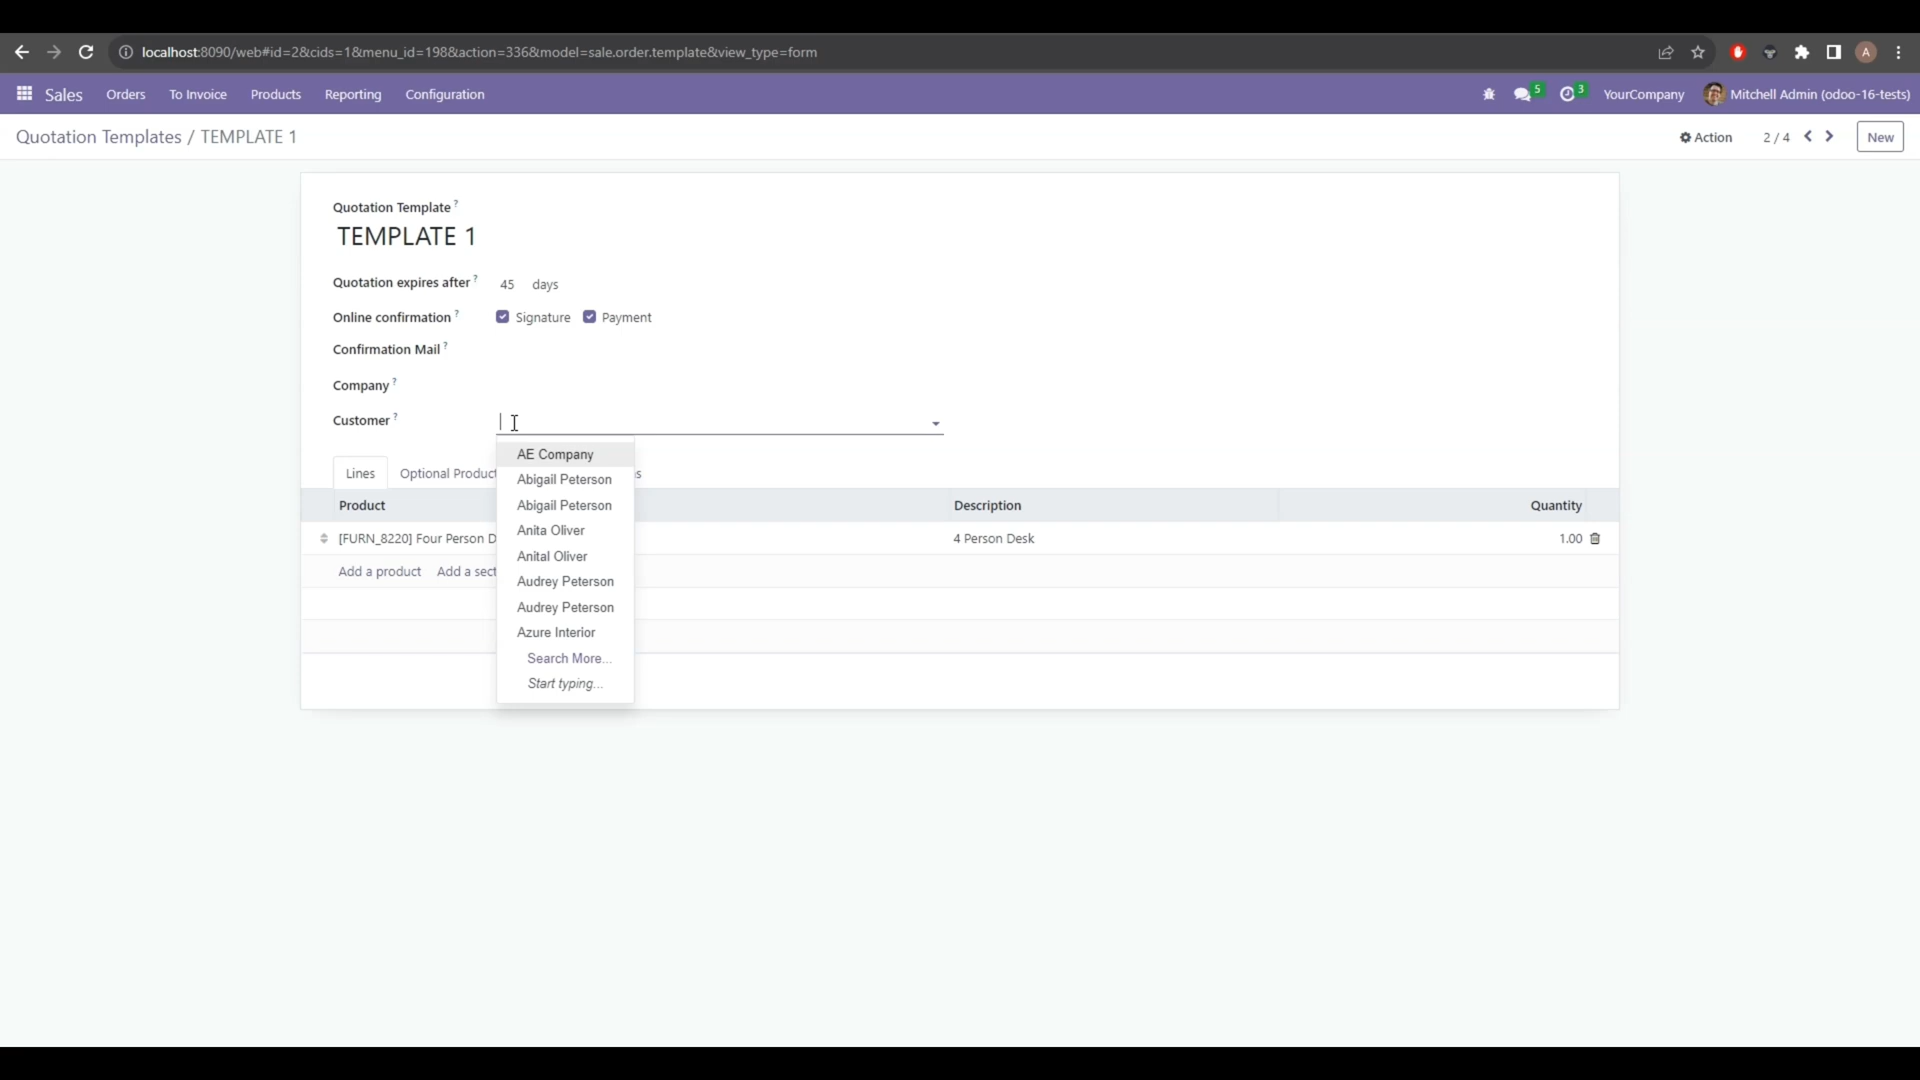 localhost:8090/web#id=2&cids=1&menu_id=198&action=336&model=sale.order.template&view_type=form
A
Sales Orders To Invoice Products Reporting Configuration 5 3 YourCompany Mitchell Admin (odoo-16-tests)
Quotation Templates / TEMPLATE 1 Action 2 / 4 New
Quotation Template ?
TEMPLATE 1
Quotation expires after ? 45 days
Online confirmation ? Signature Payment
Confirmation Mail ?
Company ?
Customer ?
AE Company
Lines Optional Product s
Abigail Peterson
Product Description Quantity
Abigail Peterson
Anita Oliver
[FURN_8220] Four Person D 4 Person Desk 1.00
Anital Oliver
Add a product Add a sect
Audrey Peterson
Audrey Peterson
Azure Interior
Search More...
Start typing...